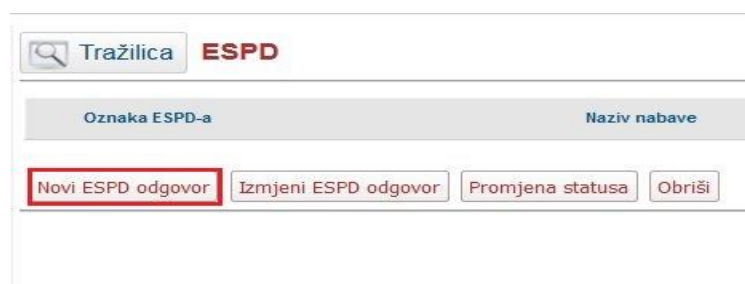 Tražilica ESPD
Oznaka ESPD-a Naziv nabave
Novi ESPD odgovor Izmjeni ESPD odgovor Promjena statusa Obriši